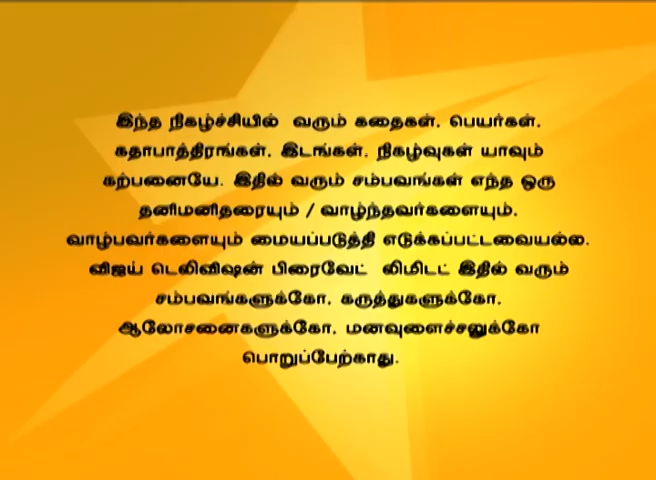 இந்த நிகழ்ச்சியில் வரும் கதைகள், பெயர்கள்,
கதாபாத்திரங்கள், இடங்கள், நிகழ்வுகள் யாவும்
கற்பனையே. இதில் வரும் சம்பவங்கள் எந்த ஒரு
தனிமனிதரையும் / வாழ்ந்தவர்களையும்,
வாழ்பவர்களையும் மையப்படுத்தி எடுக்கப்பட்டவையல்ல.
விஜய் டெலிவிஷன் பிரைவேட் லிமிடட் இதில் வரும்
சம்பவங்களுக்கோ, கருத்துகளுக்கோ,
ஆலோசனைகளுக்கோ, மனவுளைச்சலுக்கோ
பொறுப்பேற்காது.